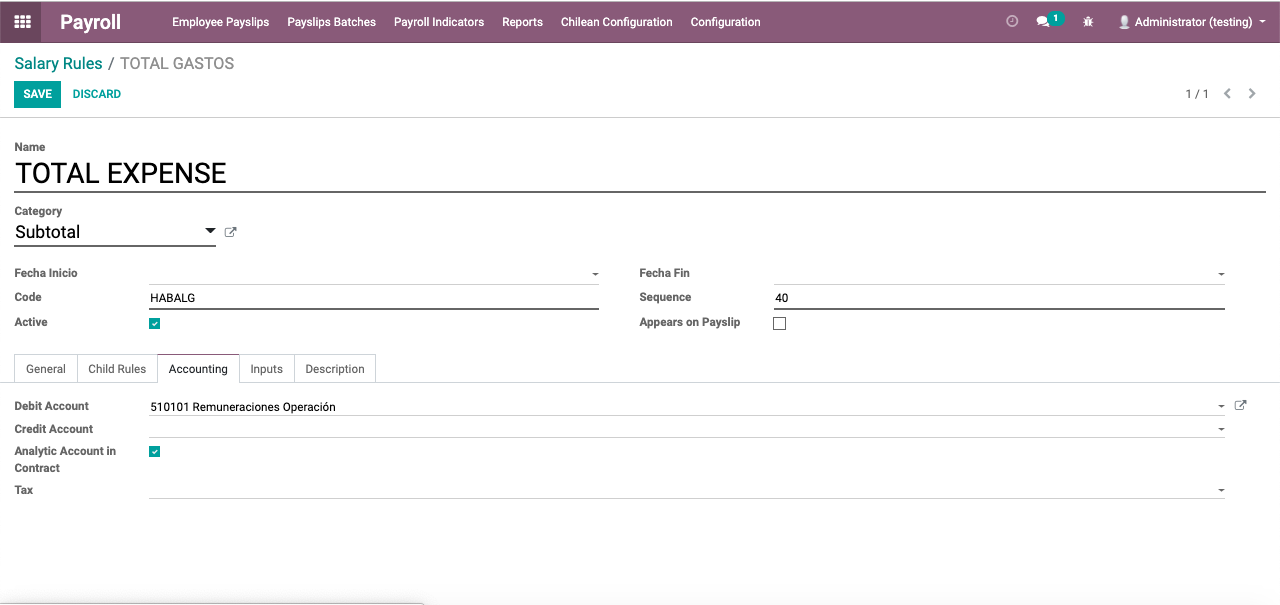 Payroll Employee Payslips Payslips Batches Payroll Indicators Reports Chilean Configuration Configuration 1 Administrator (testing)
Salary Rules / TOTAL GASTOS
SAVE DISCARD 1 / 1
Name
TOTAL EXPENSE
Category
Subtotal
Fecha Inicio Fecha Fin
Code HABALG Sequence 40
Active Appears on Payslip
General Child Rules Accounting Inputs Description
Debit Account 510101 Remuneraciones Operación
Credit Account
Analytic Account in
Contract
Tax